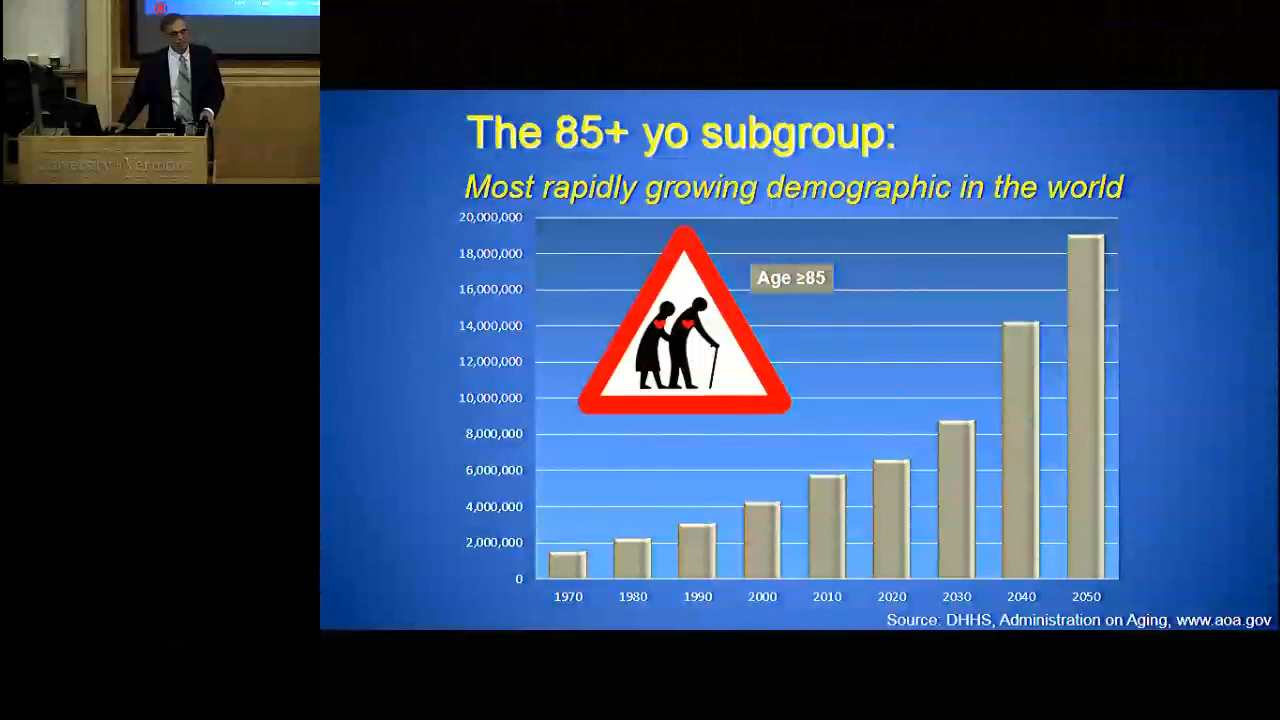 University of Vermont
The 85+ yo subgroup:
Most rapidly growing demographic in the world
20,000,000
18,000,000
16,000,000
14,000,000
12,000,000
10,000,000
8,000,000
6,000,000
4,000,000
2,000,000
0
Age ≥85
1970 1980 1990 2000 2010 2020 2030 2040 2050
Source: DHHS, Administration on Aging, www.aoa.gov